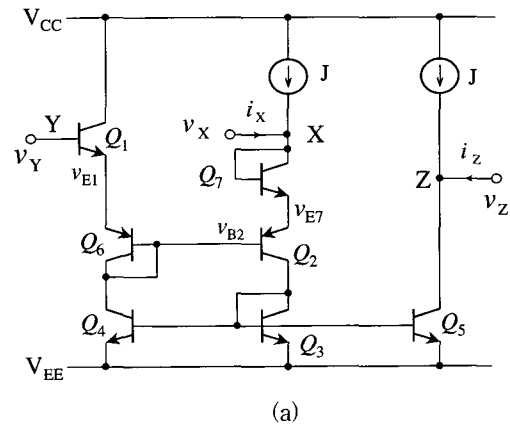 V_CC
J
J
i_X
v_X
X
Y
Q_1
v_Y
v_E1
Q_7
v_E7
Z
i_Z
v_Z
Q_6
v_B2
Q_2
Q_4
Q_3
Q_5
V_EE
(a)